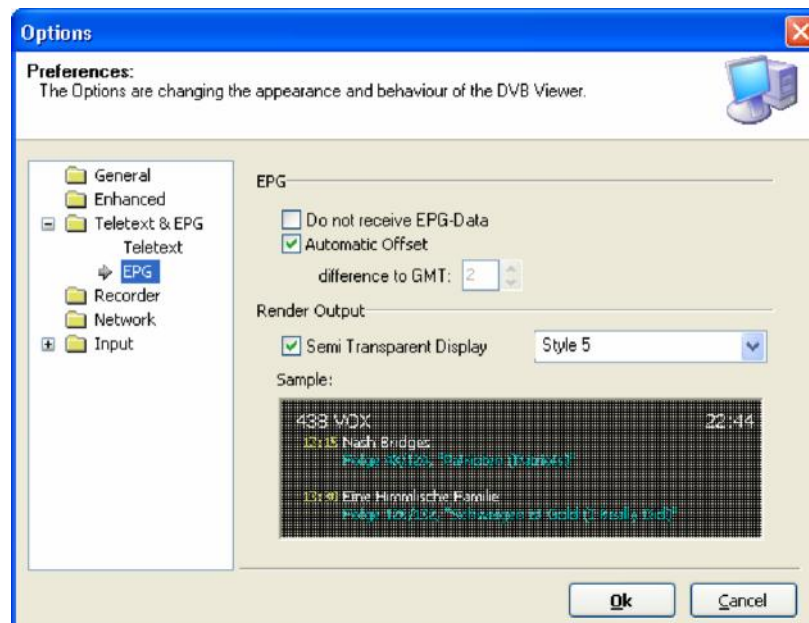 Options
Preferences:
The Options are changing the appearance and behaviour of the DVB Viewer.
General
Enhanced
Teletext & EPG
Teletext
EPG
Recorder
Network
Input
EPG
Do not receive EPG-Data
Automatic Offset
difference to GMT: 2
Render Output
Semi Transparent Display
Style 5
Sample:
438 VOX 22:44
Nash Bridges
Folge
Eine Himmlische Familie
Folge
Ok
Cancel